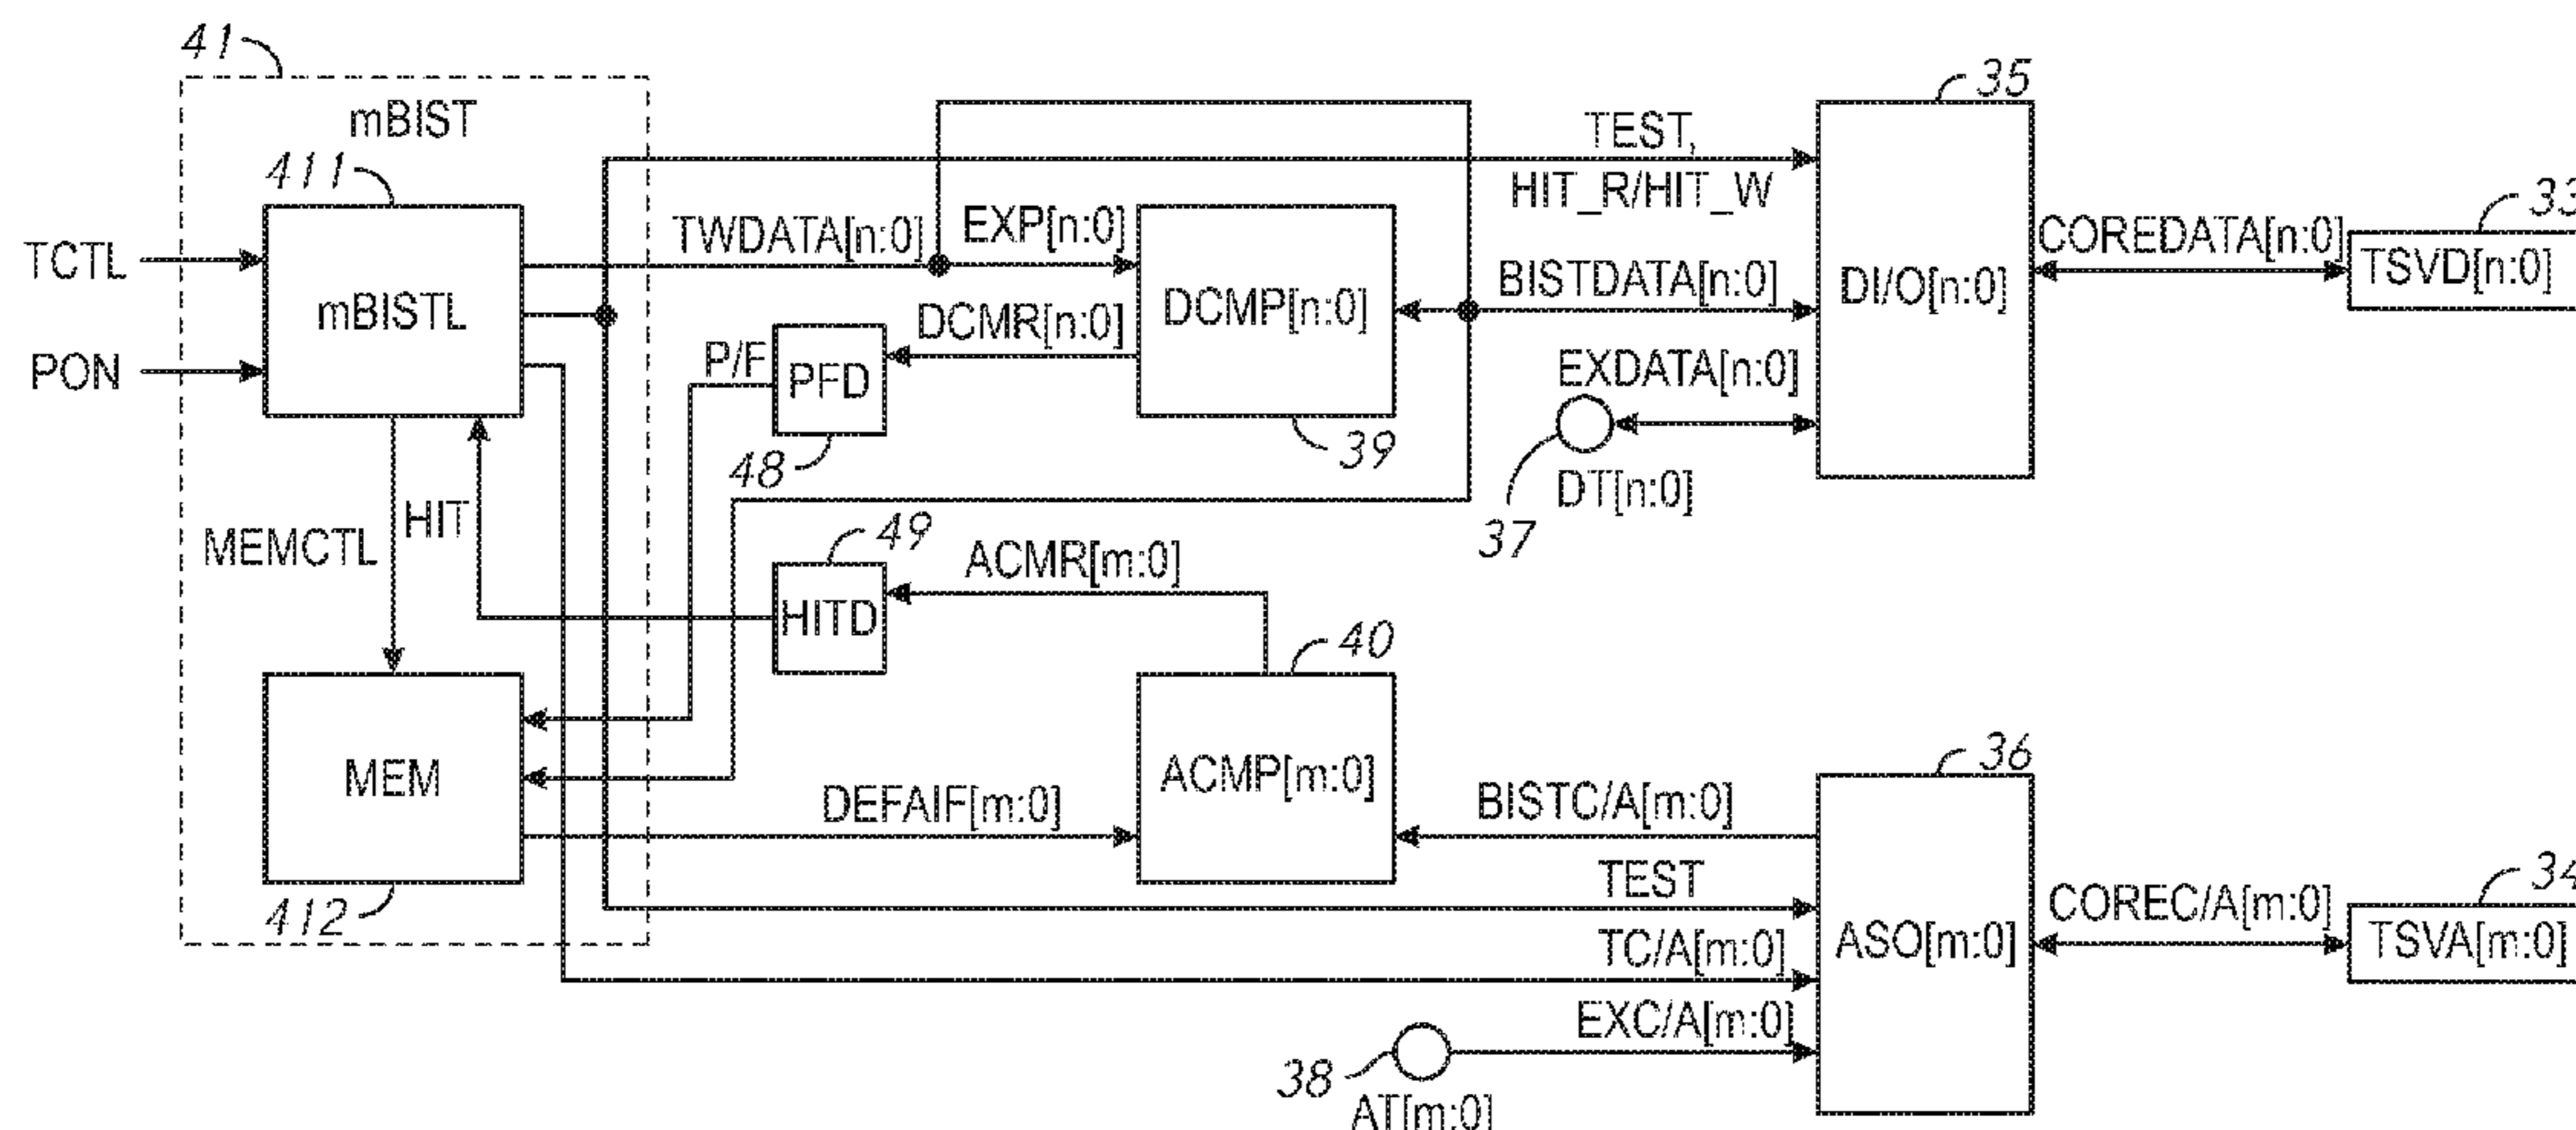 41
mBIST
411
TCTL
PON
mBISTL
TWDATA[n:0]
EXP[n:0]
TEST,
HIT_R/HIT_W
35
DCMP[n:0]
BISTDATA[n:0]
DI/O[n:0]
COREDATA[n:0]
33
TSVD[n:0]
DCMR[n:0]
P/F
PFD
48
39
EXDATA[n:0]
37
DT[n:0]
MEMCTL
HIT
49
HITD
ACMR[m:0]
40
MEM
412
DEFAIF[m:0]
ACMP[m:0]
BISTC/A[m:0]
36
TEST
TC/A[m:0]
ASO[m:0]
COREC/A[m:0]
34
TSVA[m:0]
EXC/A[m:0]
38
AT[m:0]